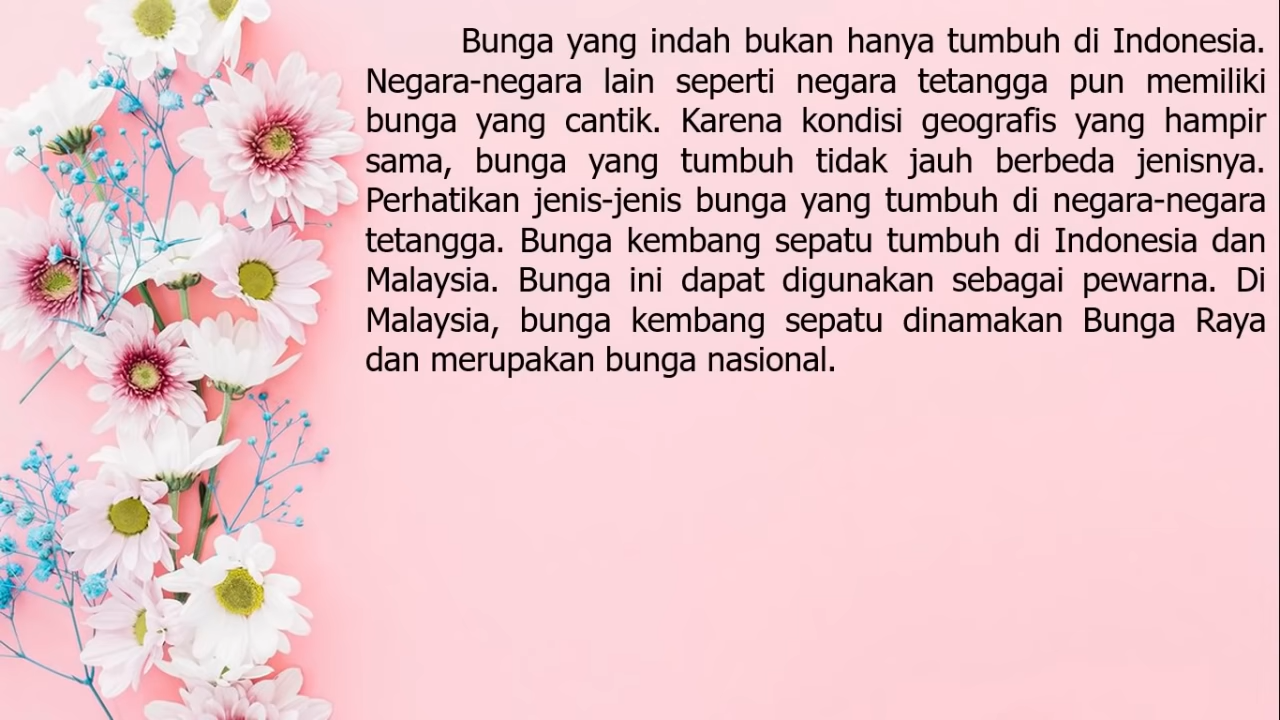 Bunga yang indah bukan hanya tumbuh di Indonesia.
Negara-negara lain seperti negara tetangga pun memiliki
bunga yang cantik. Karena kondisi geografis yang hampir
sama, bunga yang tumbuh tidak jauh berbeda jenisnya.
Perhatikan jenis-jenis bunga yang tumbuh di negara-negara
tetangga. Bunga kembang sepatu tumbuh di Indonesia dan
Malaysia. Bunga ini dapat digunakan sebagai pewarna. Di
Malaysia, bunga kembang sepatu dinamakan Bunga Raya
dan merupakan bunga nasional.